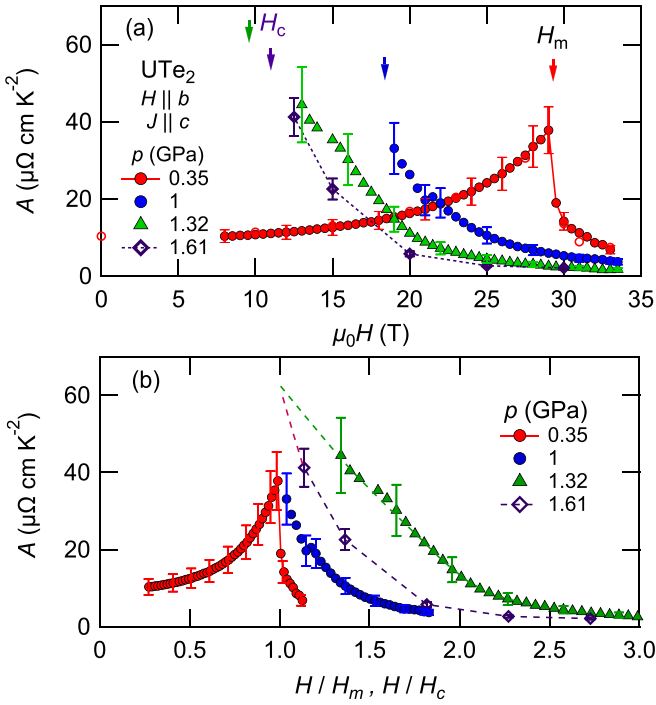 (a)
H_c
H_m
UTe₂
H || b
J || c
p (GPa)
0.35
1
1.32
1.61
A (μΩ cm K⁻²)
60
40
20
0
0
5
10
15
20
25
30
35
μ₀H (T)
(b)
p (GPa)
0.35
1
1.32
1.61
A (μΩ cm K⁻²)
60
40
20
0
0.0
0.5
1.0
1.5
2.0
2.5
3.0
H / H_m , H / H_c